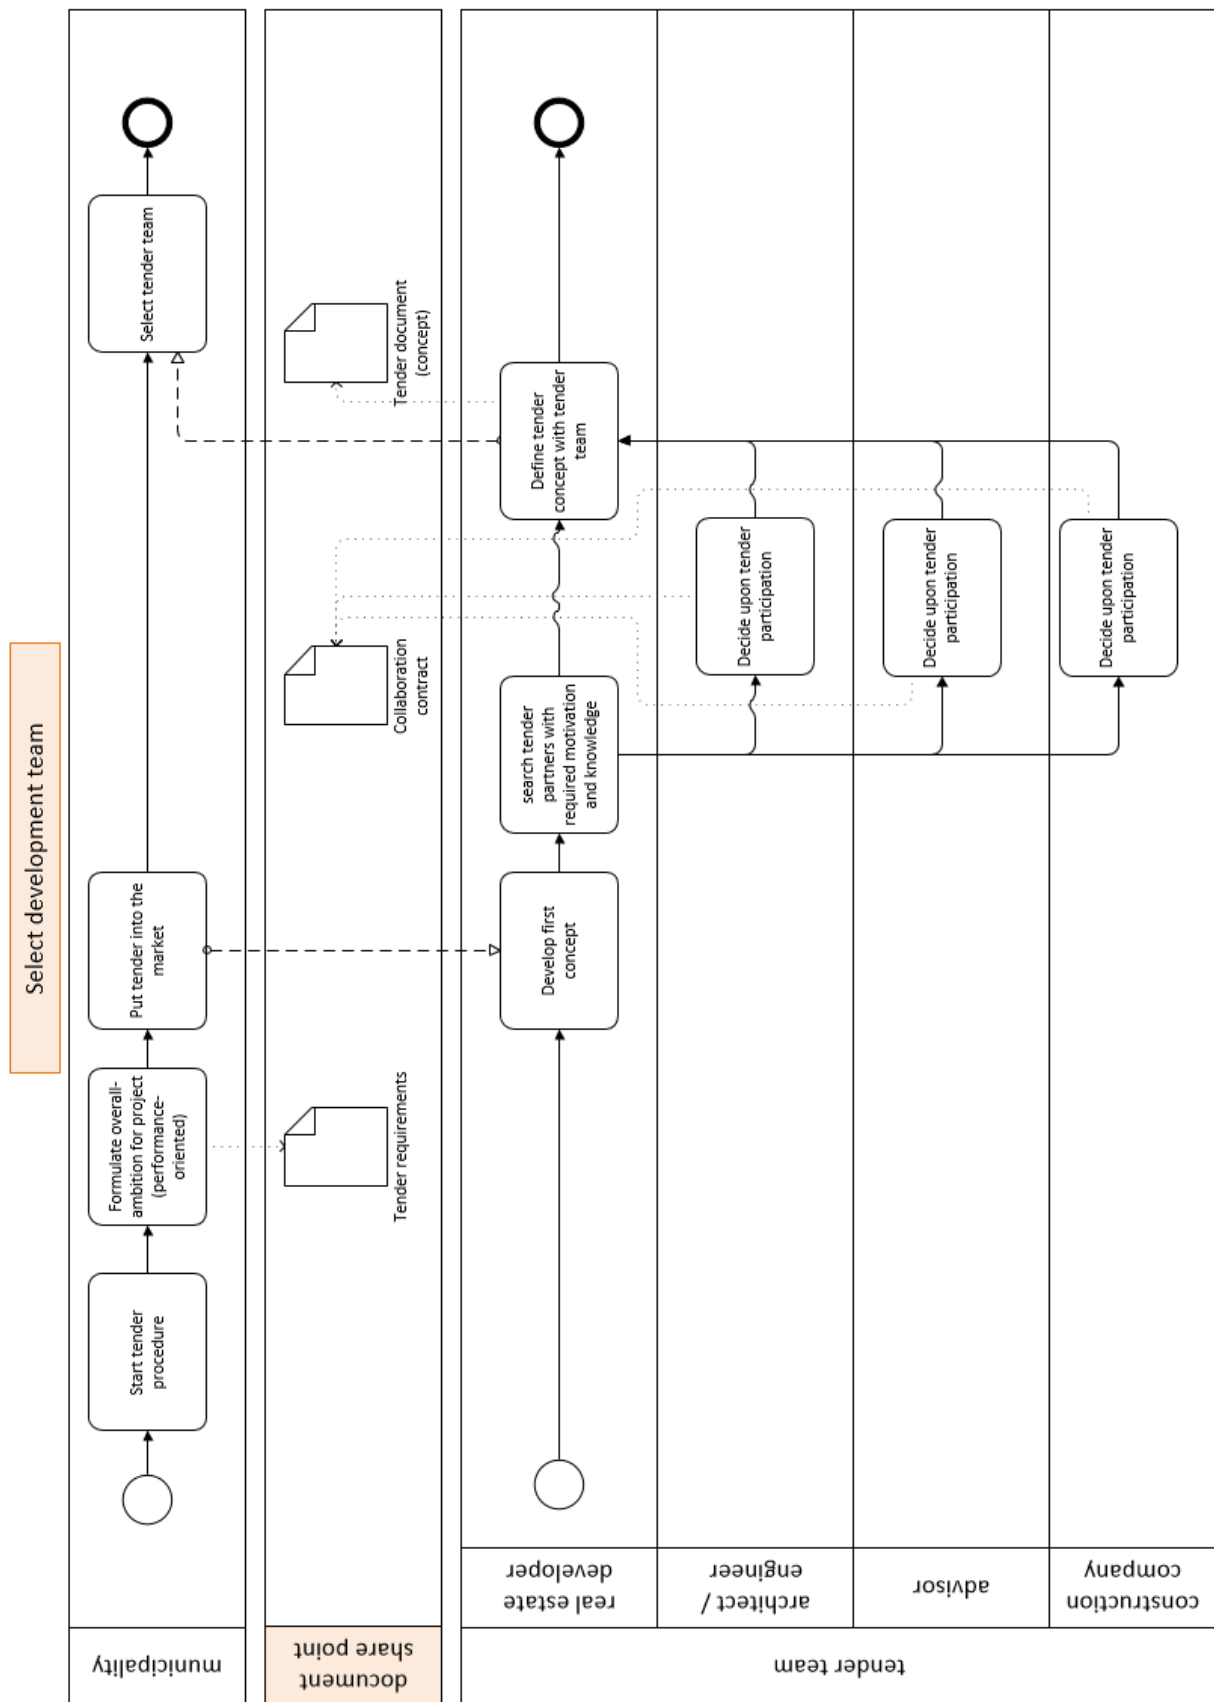 Select development team
municipality
Start tender
procedure
Formulate overall-
ambition for project
(performance-
oriented)
Put tender into the
market
Select tender team
document
share point
Tender requirements
Collaboration
contract
Tender document
(concept)
tender team
real estate
developer
Develop first
concept
search tender
partners with
required motivation
and knowledge
Define tender
concept with tender
team
architect /
engineer
Decide upon tender
participation
advisor
Decide upon tender
participation
construction
company
Decide upon tender
participation